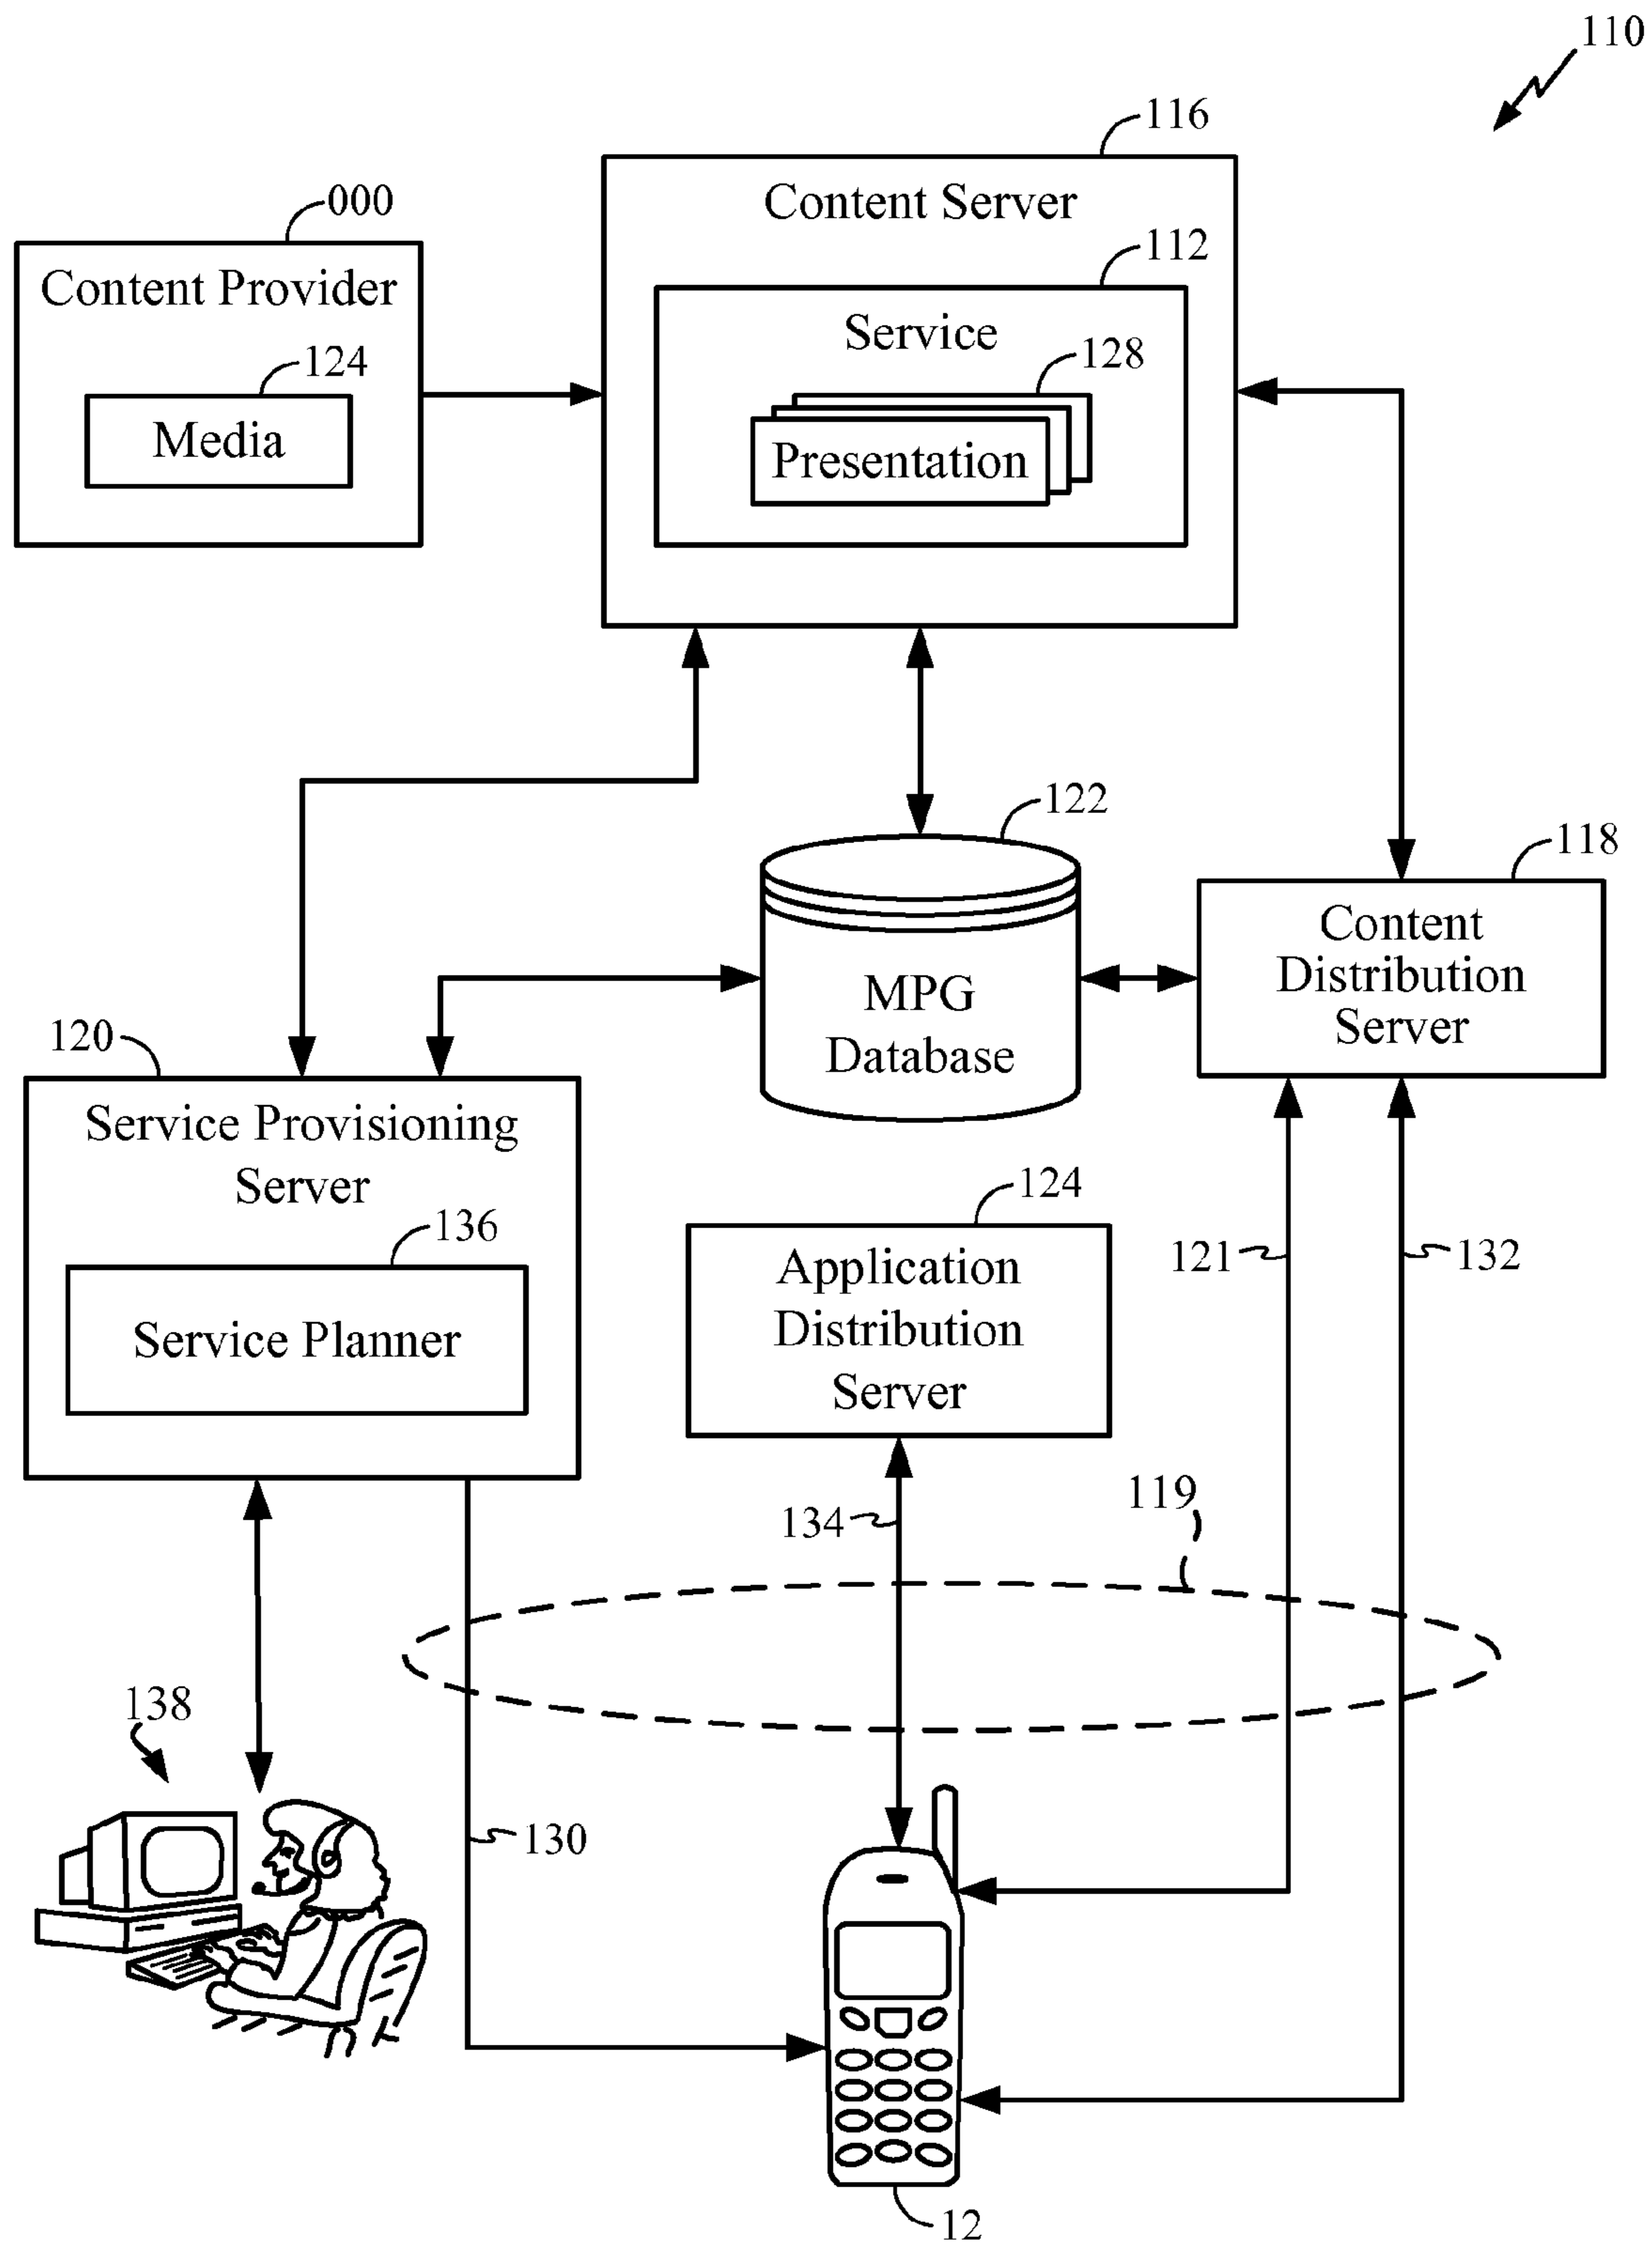 110
116
000
Content Server
112
Content Provider
Service
128
124
Media
Presentation
122
118
Content
Distribution
Server
MPG
Database
120
Service Provisioning
Server
124
136
Application
Distribution
Server
121
132
Service Planner
119
134
138
130
12